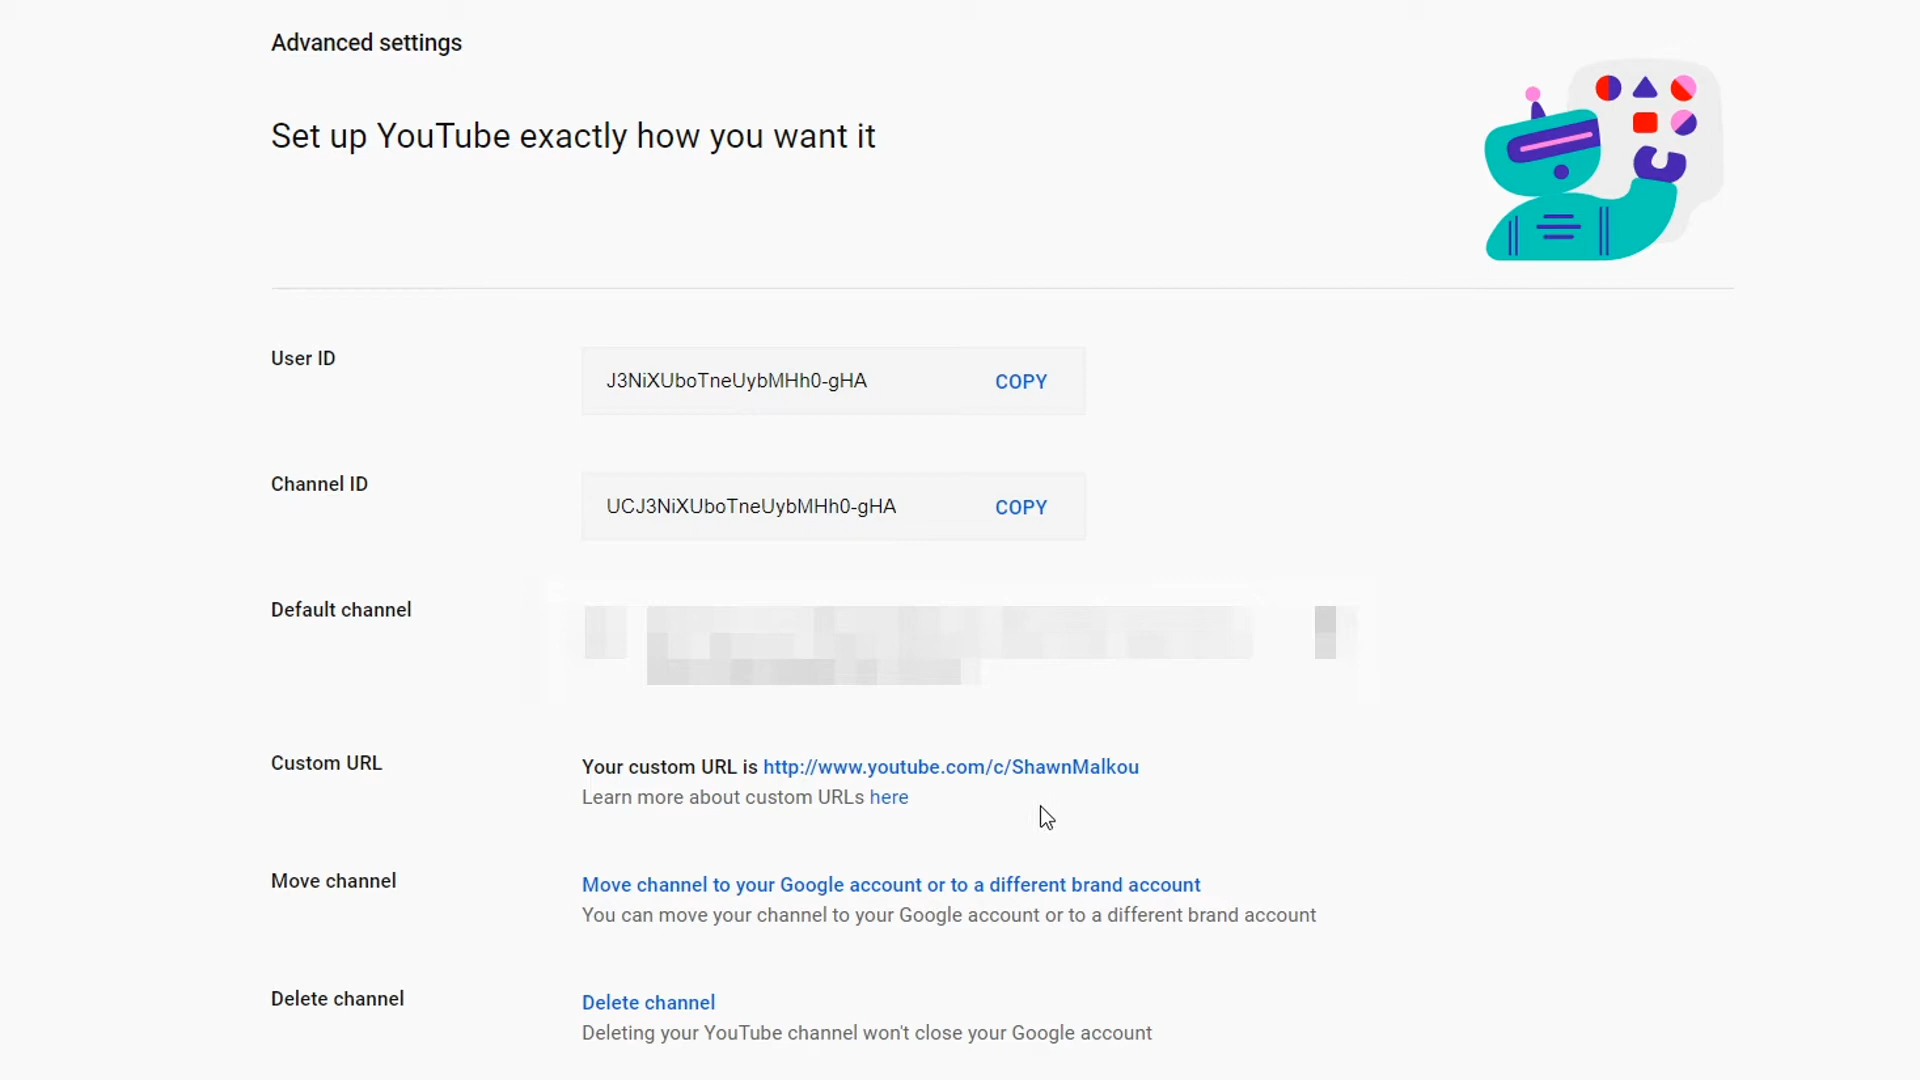 Advanced settings
Set up YouTube exactly how you want it
User ID
J3NiXUboTneUybMHh0-gHA
COPY
Channel ID
UCJ3NiXUboTneUybMHh0-gHA
COPY
Default channel
Custom URL
Your custom URL is http://www.youtube.com/c/ShawnMalkou
Learn more about custom URLs here
Move channel
Move channel to your Google account or to a different brand account
You can move your channel to your Google account or to a different brand account
Delete channel
Delete channel
Deleting your YouTube channel won't close your Google account